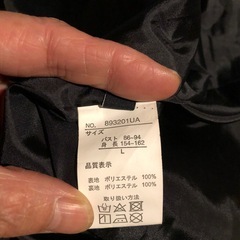 NO. 893201UA
サイズ
バスト 86-94
身長 154-162
L
品質表示
表地 ポリエステル 100%
裏地 ポリエステル 100%
取り扱い方法